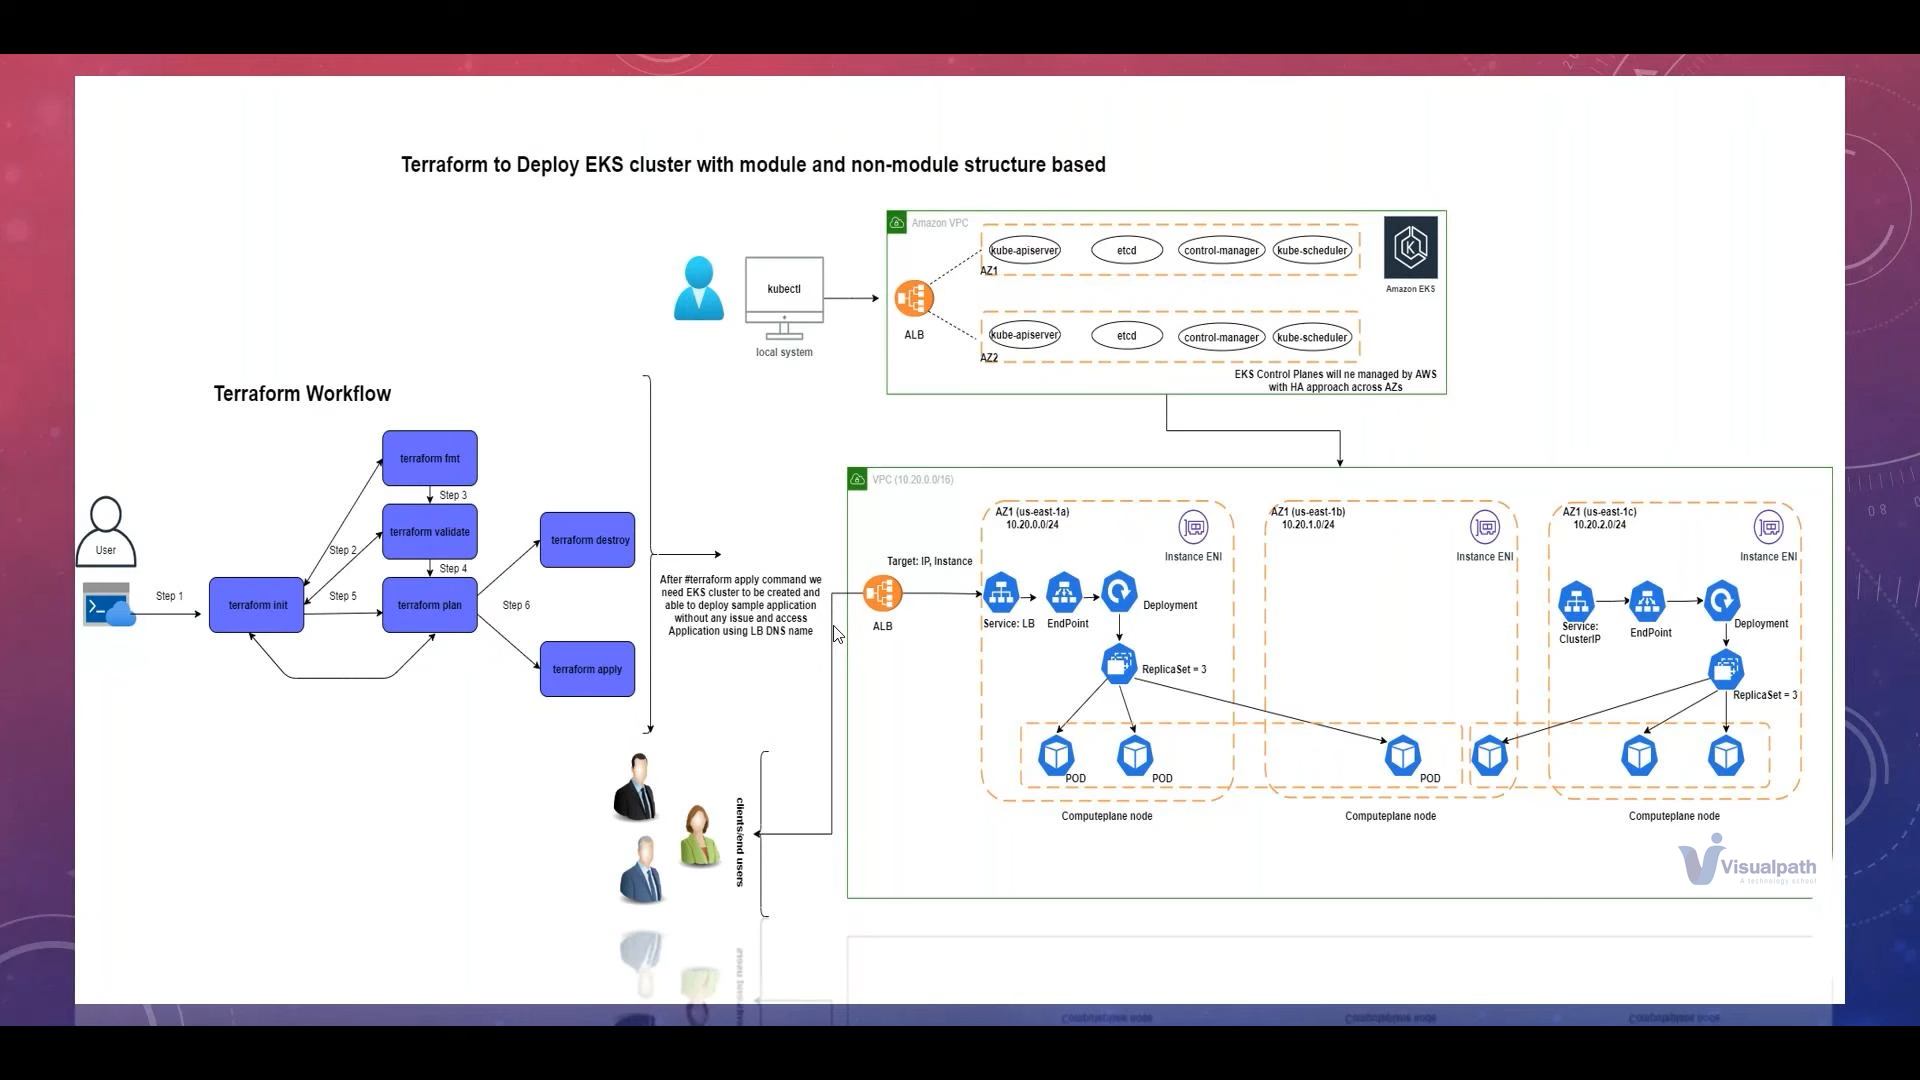 Terraform to Deploy EKS cluster with module and non-module structure based
Amazon VPC
kube-apiserver
etcd
control-manager
kube-scheduler
AZ1
Amazon EKS
kubectl
local system
ALB
kube-apiserver
etcd
control-manager
kube-scheduler
AZ2
EKS Control Planes will ne managed by AWS
with HA approach across AZs
Terraform Workflow
User
Step 1
terraform init
terraform fmt
Step 3
terraform validate
Step 2
Step 4
Step 5
terraform plan
Step 6
terraform destroy
terraform apply
After #terraform apply command we
need EKS cluster to be created and
able to deploy sample application
without any issue and access
Application using LB DNS name
clients/end users
VPC (10.20.0.0/16)
ALB
Target: IP, Instance
AZ1 (us-east-1a)
10.20.0.0/24
Instance ENI
Service: LB
EndPoint
Deployment
ReplicaSet = 3
POD
POD
Computeplane node
AZ1 (us-east-1b)
10.20.1.0/24
Instance ENI
POD
Computeplane node
AZ1 (us-east-1c)
10.20.2.0/24
Instance ENI
Service:
ClusterIP
EndPoint
Deployment
ReplicaSet = 3
Computeplane node
Visualpath
A technology school
80